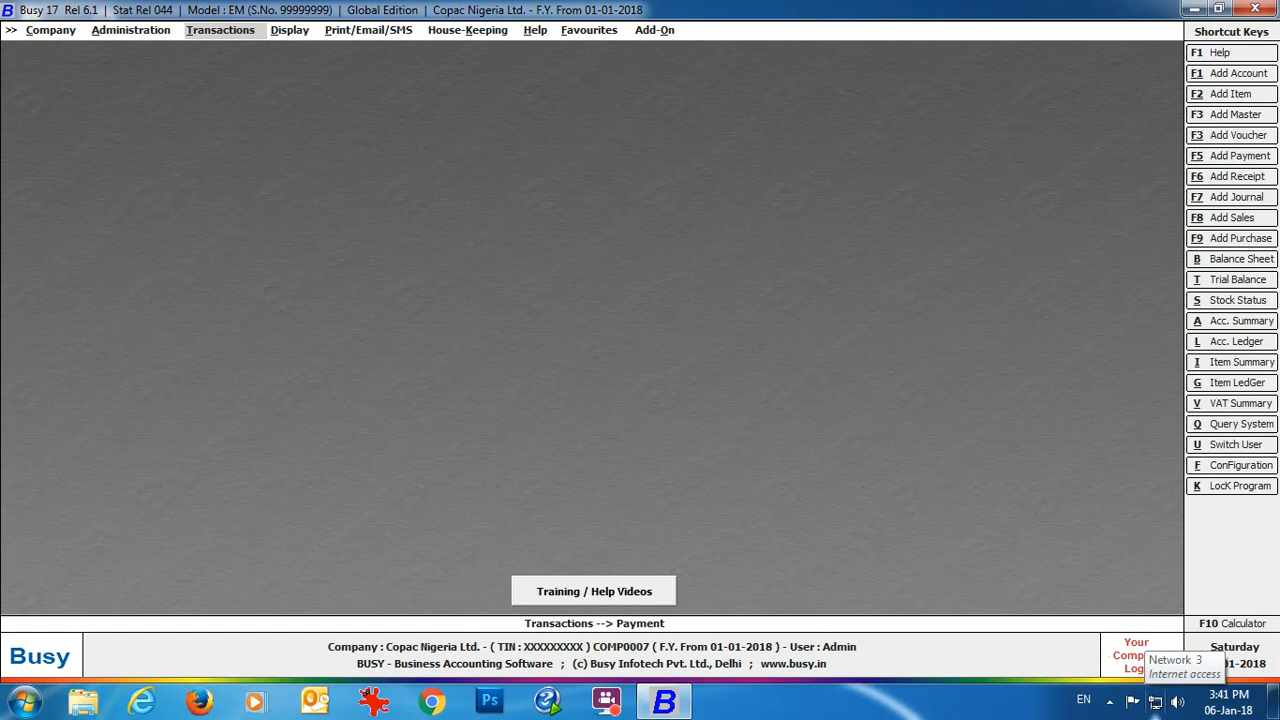 Busy 17 Rel 6.1 | Stat Rel 044 | Model : EM (S.No. 99999999) | Global Edition | Copac Nigeria Ltd. - F.Y. From 01-01-2018
>> Company Administration Transactions Display Print/Email/SMS House-Keeping Help Favourites Add-On
Shortcut Keys
F1 Help
F1 Add Account
F2 Add Item
F3 Add Master
F3 Add Voucher
F5 Add Payment
F6 Add Receipt
F7 Add Journal
F8 Add Sales
F9 Add Purchase
B Balance Sheet
T Trial Balance
S Stock Status
A Acc. Summary
L Acc. Ledger
I Item Summary
G Item LedGer
V VAT Summary
Q Query System
U Switch User
F ConFiguration
K LocK Program
Training / Help Videos
Transactions --> Payment
F10 Calculator
Busy
Company : Copac Nigeria Ltd. - ( TIN : XXXXXXXXX ) COMP0007 ( F.Y. From 01-01-2018 ) - User : Admin
BUSY - Business Accounting Software ; (c) Busy Infotech Pvt. Ltd., Delhi ; www.busy.in
Your
Saturday
-01-2018
Network 3
Internet access
Ps
B
EN
3:41 PM
06-Jan-18